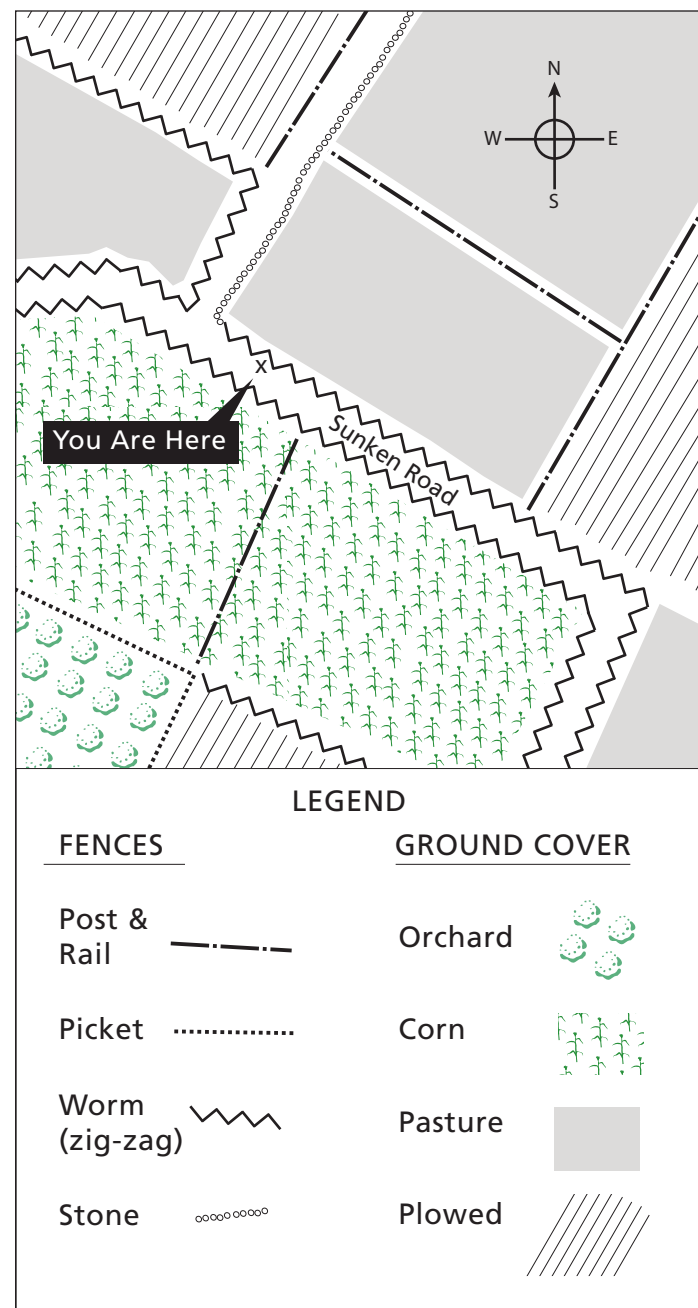 N
W E
S
x
You Are Here
Sunken Road
LEGEND
FENCES
Post &
Rail
Picket
Worm
(zig-zag)
Stone
GROUND COVER
Orchard
Corn
Pasture
Plowed